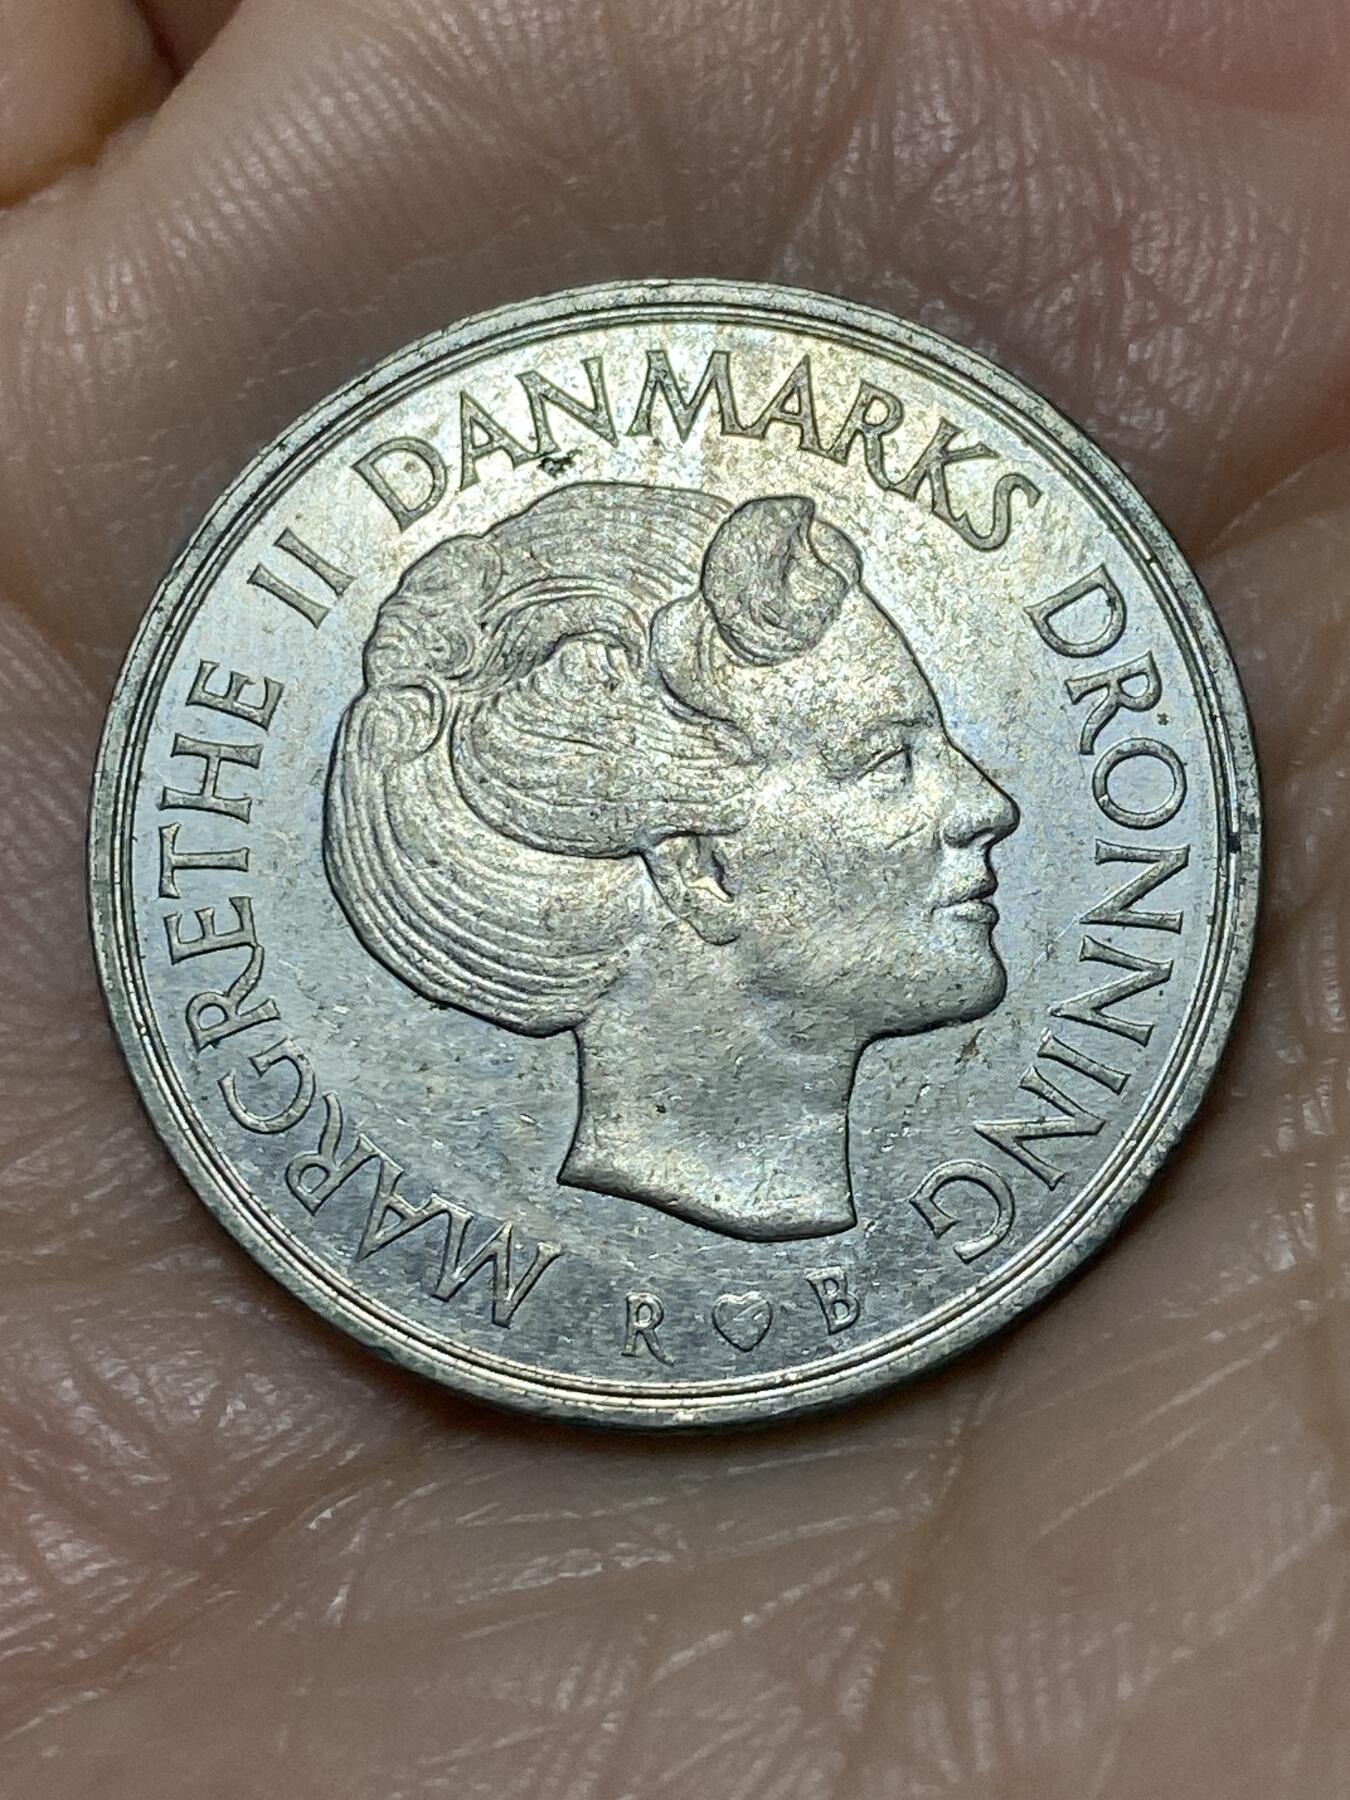 MARGRETHE II DANMARKS DRONNING
R ♥ B